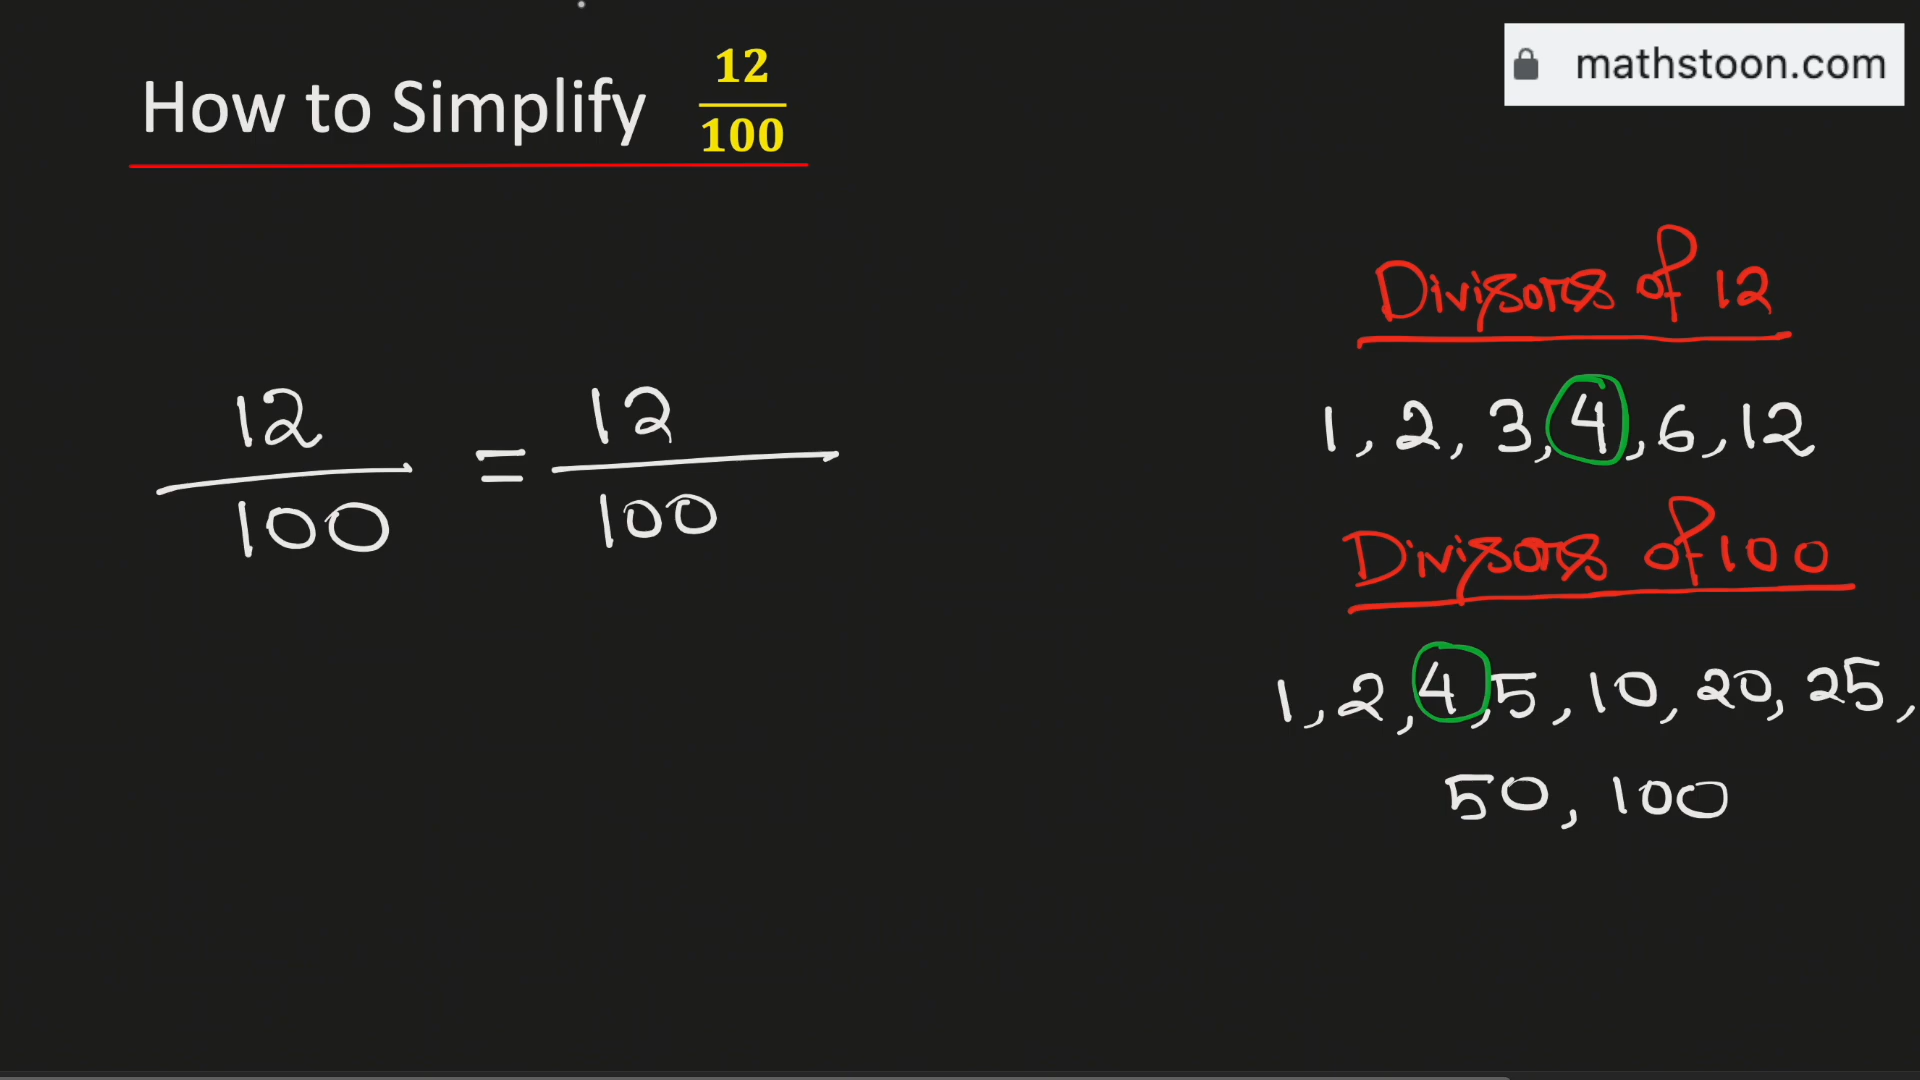 How to Simplify 12/100
mathstoon.com
12/100 = 12/100
Divisors of 12
1, 2, 3, 4, 6, 12
Divisors of 100
1, 2, 4, 5, 10, 20, 25,
50, 100